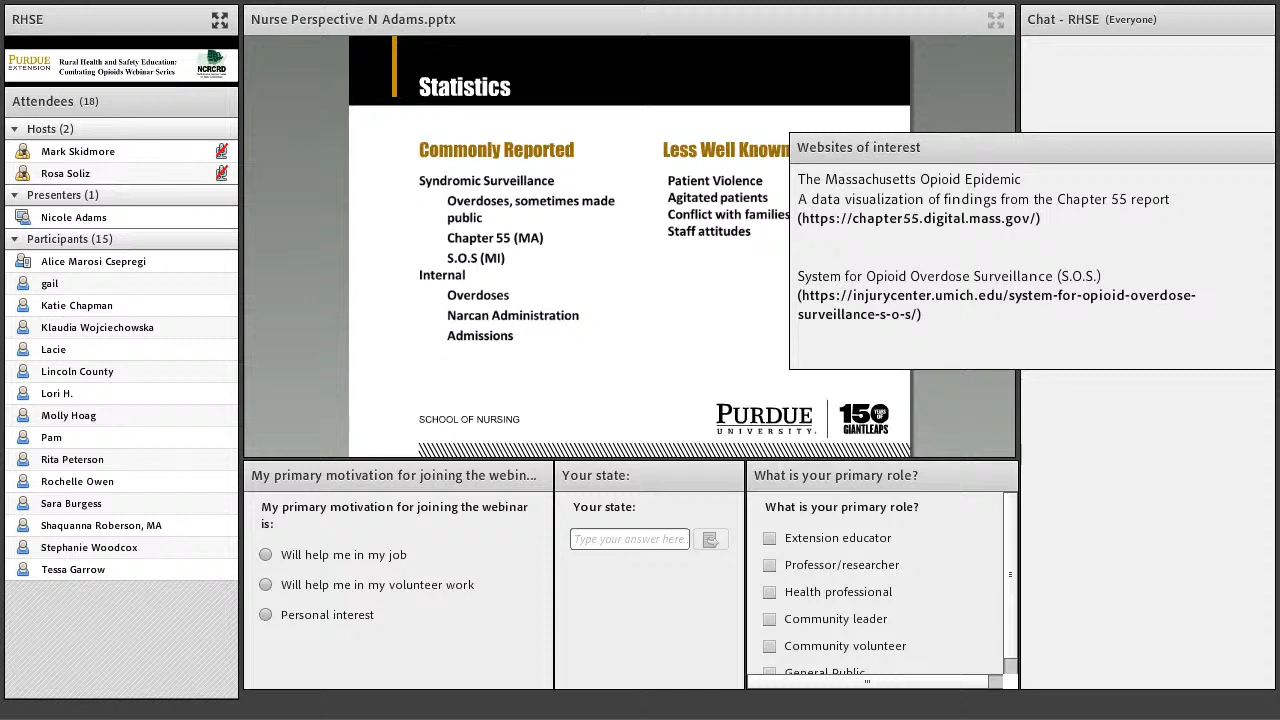 RHSE
PURDUE
EXTENSION
Rural Health and Safety Education:
Combating Opioids Webinar Series
NCRCRD
Attendees (18)
Hosts (2)
Mark Skidmore
Rosa Soliz
Presenters (1)
Nicole Adams
Participants (15)
Alice Marosi Csepregi
gail
Katie Chapman
Klaudia Wojciechowska
Lacie
Lincoln County
Lori H.
Molly Hoag
Pam
Rita Peterson
Rochelle Owen
Sara Burgess
Shaquanna Roberson, MA
Stephanie Woodcox
Tessa Garrow
Nurse Perspective N Adams.pptx
Statistics
Commonly Reported
Syndromic Surveillance
Overdoses, sometimes made
public
Chapter 55 (MA)
S.O.S (MI)
Internal
Overdoses
Narcan Administration
Admissions
Less Well Known
Patient Violence
Agitated patients
Conflict with families
Staff attitudes
SCHOOL OF NURSING
PURDUE
UNIVERSITY.
150 YEARS OF
GIANT LEAPS
Chat - RHSE (Everyone)
Websites of interest
The Massachusetts Opioid Epidemic
A data visualization of findings from the Chapter 55 report
(https://chapter55.digital.mass.gov/)
System for Opioid Overdose Surveillance (S.O.S.)
(https://injurycenter.umich.edu/system-for-opioid-overdose-
surveillance-s-o-s/)
My primary motivation for joining the webin...
My primary motivation for joining the webinar
is:
Will help me in my job
Will help me in my volunteer work
Personal interest
Your state:
Your state:
Type your answer here.
What is your primary role?
What is your primary role?
Extension educator
Professor/researcher
Health professional
Community leader
Community volunteer
General Public